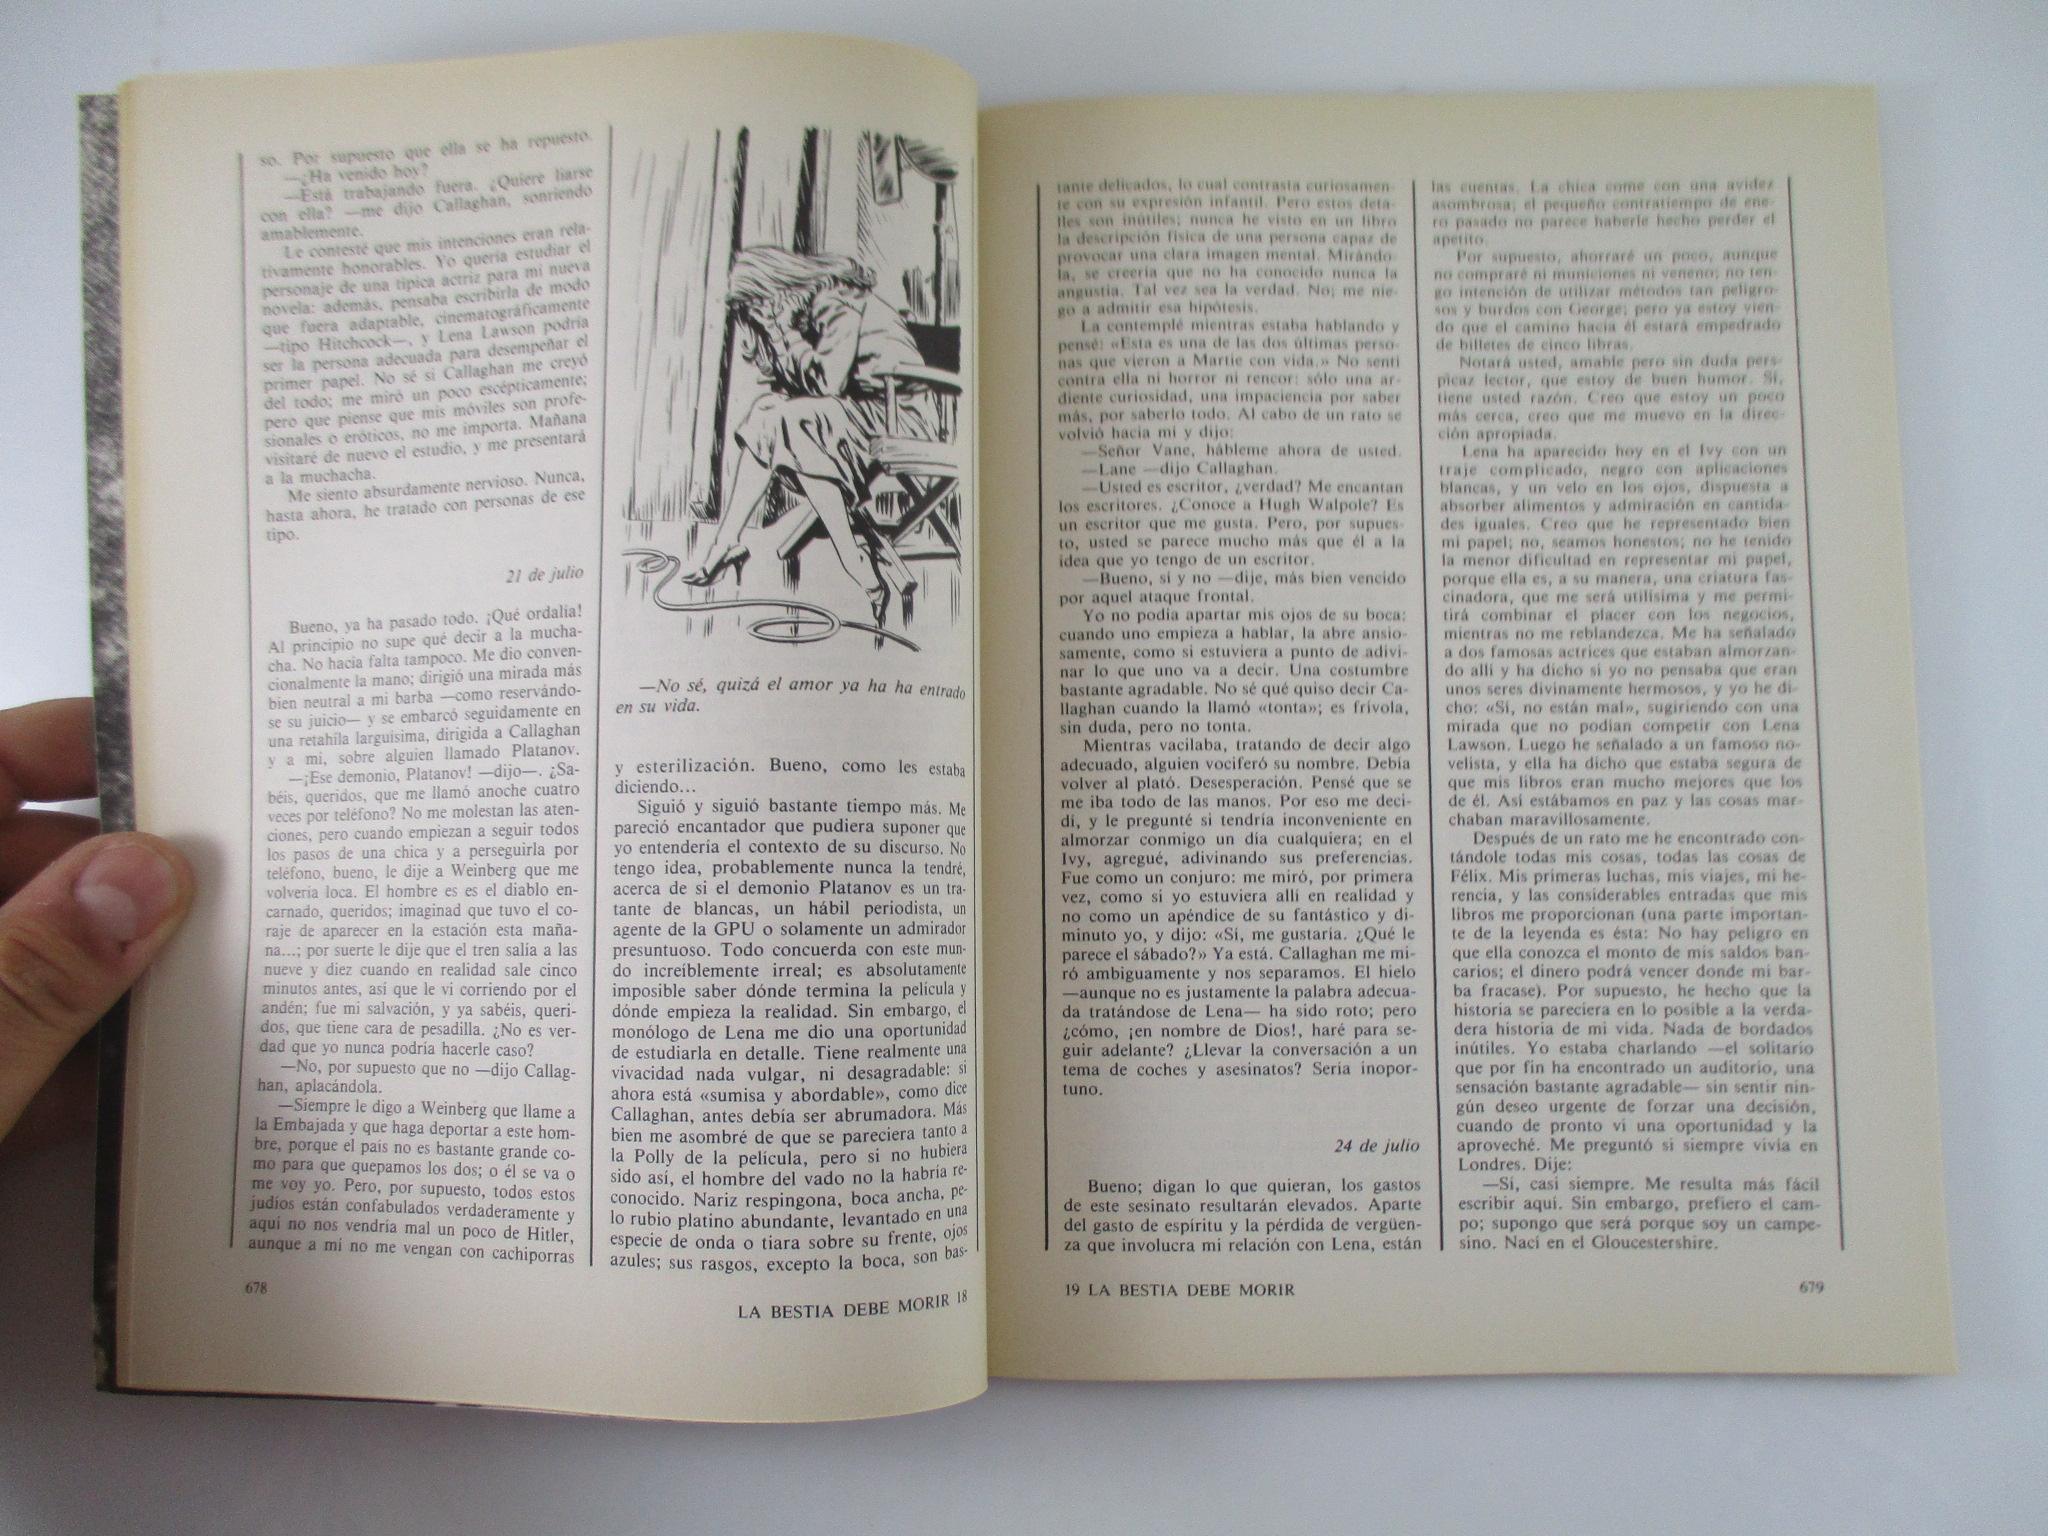 so. Por supuesto que ella se ha repuesto.
—¿Ha venido hoy?
—Está trabajando fuera. ¿Quiere liarse
con ella? —me dijo Callaghan, sonriendo
amablemente.
Le contesté que mis intenciones eran rela-
tivamente honorables. Yo quería estudiar el
personaje de una típica actriz para mi nueva
novela: además, pensaba escribirla de modo
que fuera adaptable, cinematográficamente
—tipo Hitchcock—, y Lena Lawson podría
ser la persona adecuada para desempeñar el
primer papel. No sé si Callaghan me creyó
del todo; me miró un poco escépticamente;
pero que piense que mis móviles son profe-
sionales o eróticos, no me importa. Mañana
visitaré de nuevo el estudio, y me presentará
a la muchacha.
Me siento absurdamente nervioso. Nunca,
hasta ahora, he tratado con personas de ese
tipo.
21 de julio
Bueno, ya ha pasado todo. ¡Qué ordalía!
Al principio no supe qué decir a la mucha-
cha. No hacía falta tampoco. Me dio conven-
cionalmente la mano; dirigió una mirada más
bien neutral a mi barba —como reservándo-
se su juicio— y se embarcó seguidamente en
una retahíla larguísima, dirigida a Callaghan
y a mí, sobre alguien llamado Platanov.
—¡Ese demonio, Platanov! —dijo—. ¿Sa-
béis, queridos, que me llamó anoche cuatro
veces por teléfono? No me molestan las aten-
ciones, pero cuando empiezan a seguir todos
los pasos de una chica y a perseguirla por
teléfono, bueno, le dije a Weinberg que me
volvería loca. El hombre es es el diablo en-
carnado, queridos; imaginad que tuvo el co-
raje de aparecer en la estación esta maña-
na...; por suerte le dije que el tren salía a las
nueve y diez cuando en realidad sale cinco
minutos antes, así que le vi corriendo por el
andén; fue mi salvación, y ya sabéis, queri-
dos, que tiene cara de pesadilla. ¿No es ver-
dad que yo nunca podría hacerle caso?
—No, por supuesto que no —dijo Callag-
han, aplacándola.
—Siempre le digo a Weinberg que llame a
la Embajada y que haga deportar a este hom-
bre, porque el país no es bastante grande co-
mo para que quepamos los dos; o él se va o
me voy yo. Pero, por supuesto, todos estos
judíos están confabulados verdaderamente y
aquí no nos vendría mal un poco de Hitler,
aunque a mí no me vengan con cachiporras
—No sé, quizá el amor ya ha ha entrado
en su vida.
y esterilización. Bueno, como les estaba
diciendo...
Siguió y siguió bastante tiempo más. Me
pareció encantador que pudiera suponer que
yo entendería el contexto de su discurso. No
tengo idea, probablemente nunca la tendré,
acerca de si el demonio Platanov es un tra-
tante de blancas, un hábil periodista, un
agente de la GPU o solamente un admirador
presuntuoso. Todo concuerda con este mun-
do increíblemente irreal; es absolutamente
imposible saber dónde termina la película y
dónde empieza la realidad. Sin embargo, el
monólogo de Lena me dio una oportunidad
de estudiarla en detalle. Tiene realmente una
vivacidad nada vulgar, ni desagradable: si
ahora está «sumisa y abordable», como dice
Callaghan, antes debía ser abrumadora. Más
bien me asombré de que se pareciera tanto a
la Polly de la película, pero si no hubiera
sido así, el hombre del vado no la habría re-
conocido. Nariz respingona, boca ancha, pe-
lo rubio platino abundante, levantado en una
especie de onda o tiara sobre su frente, ojos
azules; sus rasgos, excepto la boca, son bas-
678
LA BESTIA DEBE MORIR 18
tante delicados, lo cual contrasta curiosamen-
te con su expresión infantil. Pero estos deta-
lles son inútiles; nunca he visto en un libro
la descripción física de una persona capaz de
provocar una clara imagen mental. Mirándo-
la, se creería que no ha conocido nunca la
angustia. Tal vez sea la verdad. No; me nie-
go a admitir esa hipótesis.
La contemplé mientras estaba hablando y
pensé: «Esta es una de las dos últimas perso-
nas que vieron a Martie con vida.» No sentí
contra ella ni horror ni rencor: sólo una ar-
diente curiosidad, una impaciencia por saber
más, por saberlo todo. Al cabo de un rato se
volvió hacia mí y dijo:
—Señor Vane, hábleme ahora de usted.
—Lane —dijo Callaghan.
—Usted es escritor, ¿verdad? Me encantan
los escritores. ¿Conoce a Hugh Walpole? Es
un escritor que me gusta. Pero, por supues-
to, usted se parece mucho más que él a la
idea que yo tengo de un escritor.
—Bueno, sí y no —dije, más bien vencido
por aquel ataque frontal.
Yo no podía apartar mis ojos de su boca:
cuando uno empieza a hablar, la abre ansio-
samente, como si estuviera a punto de adivi-
nar lo que uno va a decir. Una costumbre
bastante agradable. No sé qué quiso decir Ca-
llaghan cuando la llamó «tonta»; es frívola,
sin duda, pero no tonta.
Mientras vacilaba, tratando de decir algo
adecuado, alguien vociferó su nombre. Debía
volver al plató. Desesperación. Pensé que se
me iba todo de las manos. Por eso me deci-
dí, y le pregunté si tendría inconveniente en
almorzar conmigo un día cualquiera; en el
Ivy, agregué, adivinando sus preferencias.
Fue como un conjuro: me miró, por primera
vez, como si yo estuviera allí en realidad y
no como un apéndice de su fantástico y di-
minuto yo, y dijo: «Sí, me gustaría. ¿Qué le
parece el sábado?» Ya está. Callaghan me mi-
ró ambiguamente y nos separamos. El hielo
—aunque no es justamente la palabra adecua-
da tratándose de Lena— ha sido roto; pero
¿cómo, ¡en nombre de Dios!, haré para se-
guir adelante? ¿Llevar la conversación a un
tema de coches y asesinatos? Sería inopor-
tuno.
24 de julio
Bueno; digan lo que quieran, los gastos
de este sesinato resultarán elevados. Aparte
del gasto de espíritu y la pérdida de vergüen-
za que involucra mi relación con Lena, están
las cuentas. La chica come con una avidez
asombrosa; el pequeño contratiempo de ene-
ro pasado no parece haberle hecho perder el
apetito.
Por supuesto, ahorraré un poco, aunque
no compraré ni municiones ni veneno; no ten-
go intención de utilizar métodos tan peligro-
sos y burdos con George; pero ya estoy vien-
do que el camino hacia él estará empedrado
de billetes de cinco libras.
Notará usted, amable pero sin duda pers-
picaz lector, que estoy de buen humor. Sí,
tiene usted razón. Creo que estoy un poco
más cerca, creo que me muevo en la direc-
ción apropiada.
Lena ha aparecido hoy en el Ivy con un
traje complicado, negro con aplicaciones
blancas, y un velo en los ojos, dispuesta a
absorber alimentos y admiración en cantida-
des iguales. Creo que he representado bien
mi papel; no, seamos honestos; no he tenido
la menor dificultad en representar mi papel,
porque ella es, a su manera, una criatura fas-
cinadora, que me será utilísima y me permi-
tirá combinar el placer con los negocios,
mientras no me reblandezca. Me ha señalado
a dos famosas actrices que estaban almorzan-
do allí y ha dicho si yo no pensaba que eran
unos seres divinamente hermosos, y yo he di-
cho: «Sí, no están mal», sugiriendo con una
mirada que no podían competir con Lena
Lawson. Luego he señalado a un famoso no-
velista, y ella ha dicho que estaba segura de
que mis libros eran mucho mejores que los
de él. Así estábamos en paz y las cosas mar-
chaban maravillosamente.
Después de un rato me he encontrado con-
tándole todas mis cosas, todas las cosas de
Félix. Mis primeras luchas, mis viajes, mi he-
rencia, y las considerables entradas que mis
libros me proporcionan (una parte importan-
te de la leyenda es ésta: No hay peligro en
que ella conozca el monto de mis saldos ban-
carios; el dinero podrá vencer donde mi bar-
ba fracase). Por supuesto, he hecho que la
historia se pareciera en lo posible a la verda-
dera historia de mi vida. Nada de bordados
inútiles. Yo estaba charlando —el solitario
que por fin ha encontrado un auditorio, una
sensación bastante agradable— sin sentir nin-
gún deseo urgente de forzar una decisión,
cuando de pronto vi una oportunidad y la
aproveché. Me preguntó si siempre vivía en
Londres. Dije:
—Sí, casi siempre. Me resulta más fácil
escribir aquí. Sin embargo, prefiero el cam-
po; supongo que será porque soy un campe-
sino. Nací en el Gloucestershire.
19 LA BESTIA DEBE MORIR
679